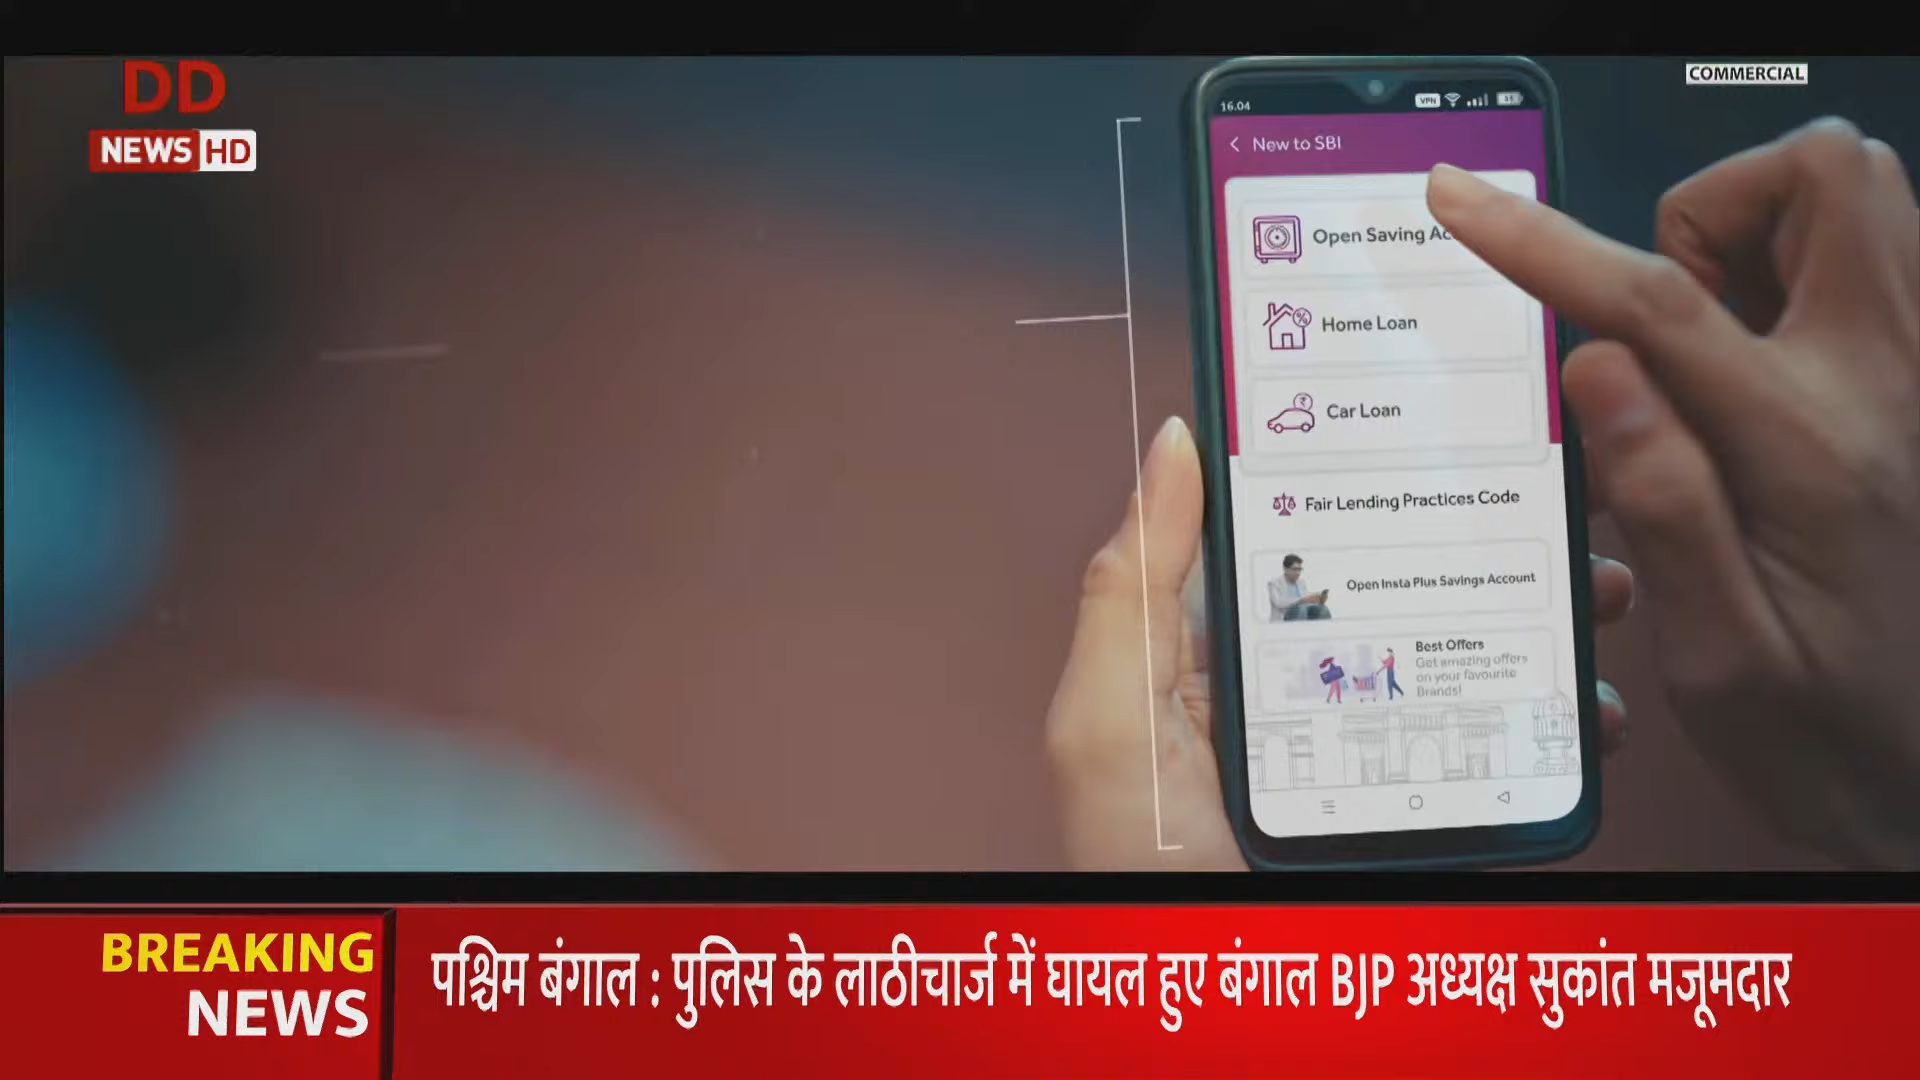 DD
NEWS HD
COMMERCIAL
16.04
VPN
New to SBI
Open Saving Ac
Home Loan
Car Loan
Fair Lending Practices Code
Open Insta Plus Savings Account
Best Offers
Get amazing offers
on your favourite
Brands!
BREAKING
NEWS
पश्चिम बंगाल : पुलिस के लाठीचार्ज में घायल हुए बंगाल BJP अध्यक्ष सुकांत मजूमदार